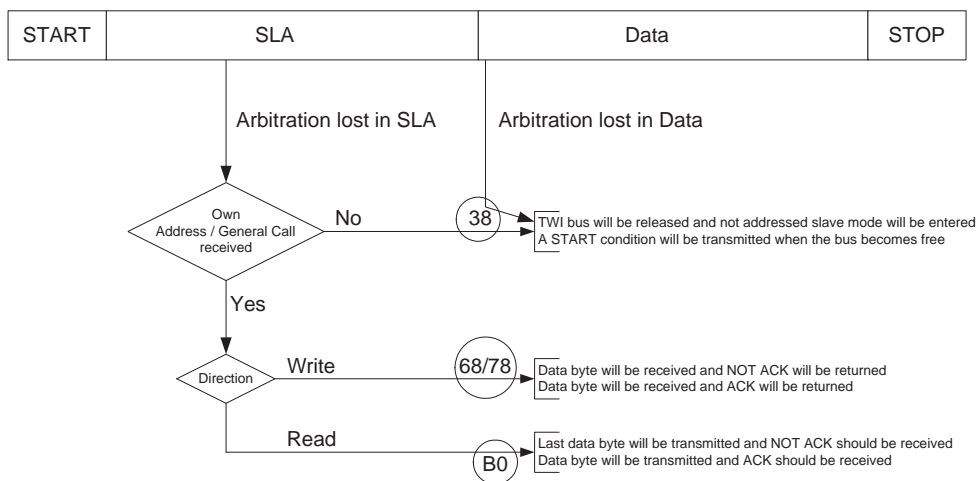 START SLA Data STOP
Arbitration lost in SLA Arbitration lost in Data
Own
Address / General Call
received
No
38
TWI bus will be released and not addressed slave mode will be entered
A START condition will be transmitted when the bus becomes free
Yes
Direction
Write
68/78
Data byte will be received and NOT ACK will be returned
Data byte will be received and ACK will be returned
Read
B0
Last data byte will be transmitted and NOT ACK should be received
Data byte will be transmitted and ACK should be received